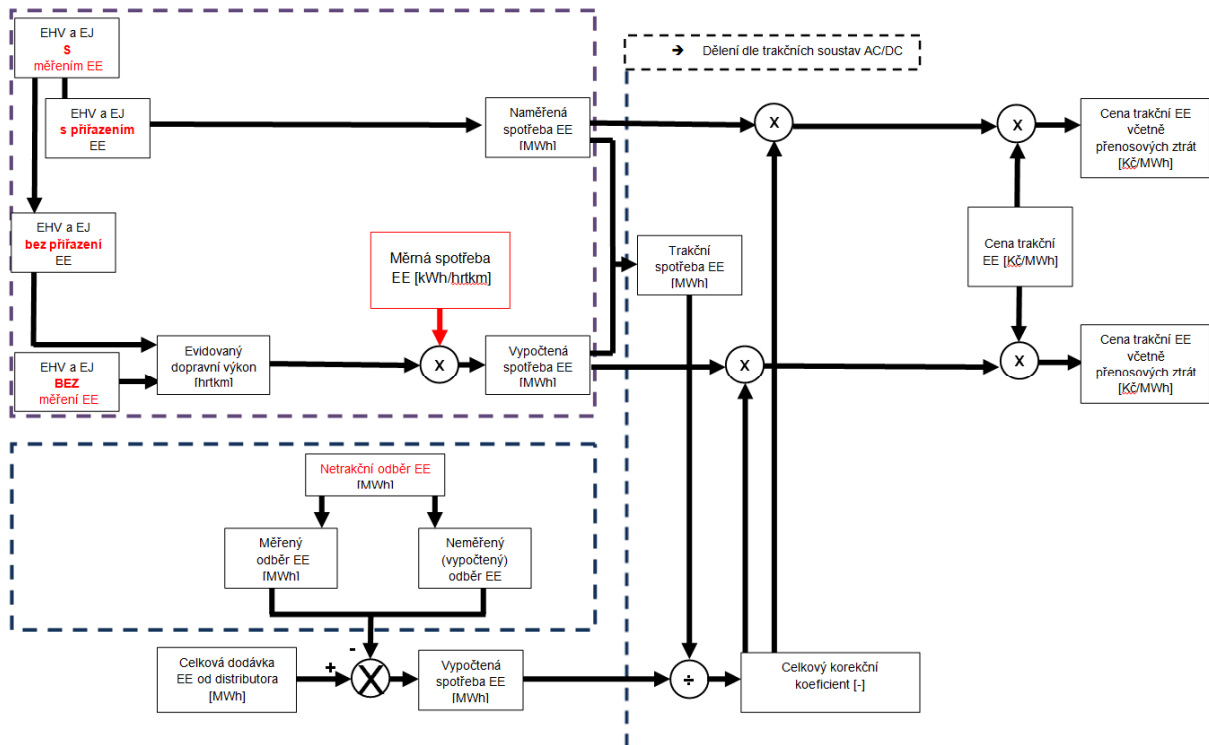 EHV a EJ
S
měřením EE
➔ Dělení dle trakčních soustav AC/DC
EHV a EJ
s přiřazením
EE
Naměřená
spotřeba EE
[MWh]
X
X
Cena trakční EE
včetně
přenosových ztrát
[Kč/MWh]
EHV a EJ
bez přiřazení
EE
Měrná spotřeba
EE [kWh/hrtkm]
Trakční
spotřeba EE
[MWh]
Cena trakční
EE [Kč/MWh]
Evidovaný
dopravní výkon
[hrtkm]
X
Vypočtená
spotřeba EE
[MWh]
X
X
Cena trakční EE
včetně
přenosových ztrát
[Kč/MWh]
EHV a EJ
BEZ
měření EE
Netrakční odběr EE
[MWh]
Měřený
odběr EE
[MWh]
Neměřený
(vypočtený)
odběr EE
-
+
Celková dodávka
EE od distributora
[MWh]
X
Vypočtená
spotřeba EE
[MWh]
÷
Celkový korekční
koeficient [-]